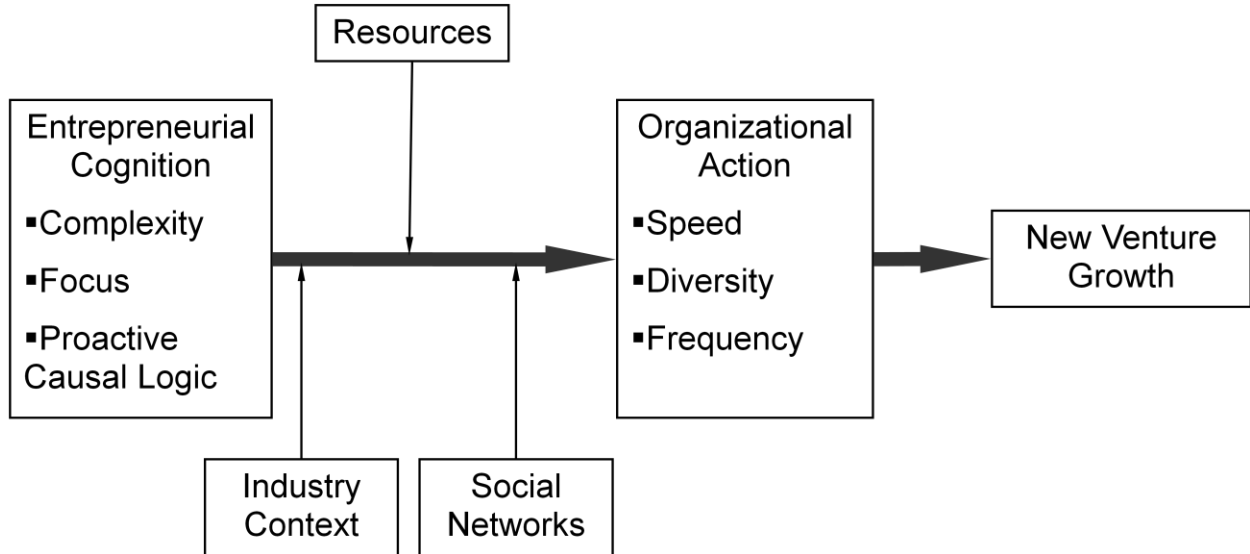 Resources
Entrepreneurial
Cognition
▪Complexity
▪Focus
▪Proactive
Causal Logic
Organizational
Action
▪Speed
▪Diversity
▪Frequency
New Venture
Growth
Industry
Context
Social
Networks